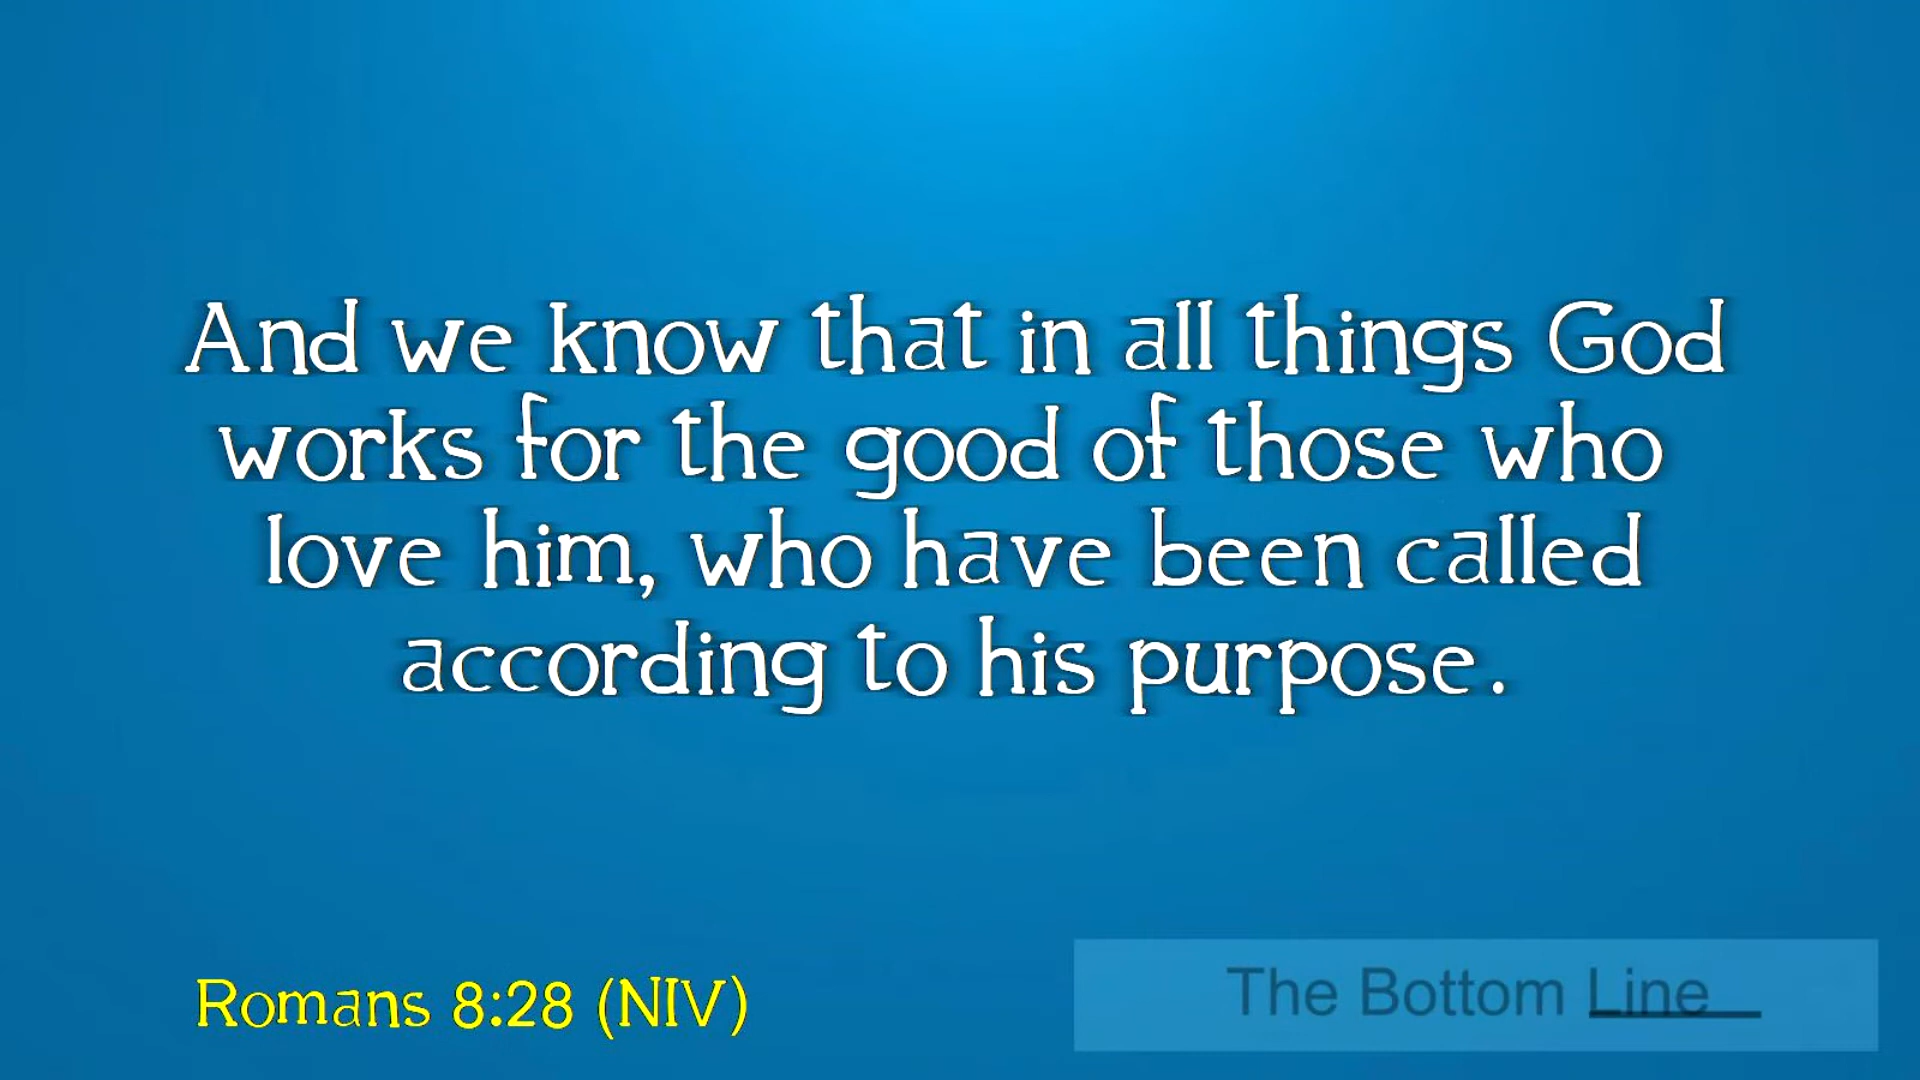 And we know that in all things God
works for the good of those who
love him, who have been called
according to his purpose.
Romans 8:28 (NIV)
The Bottom Line